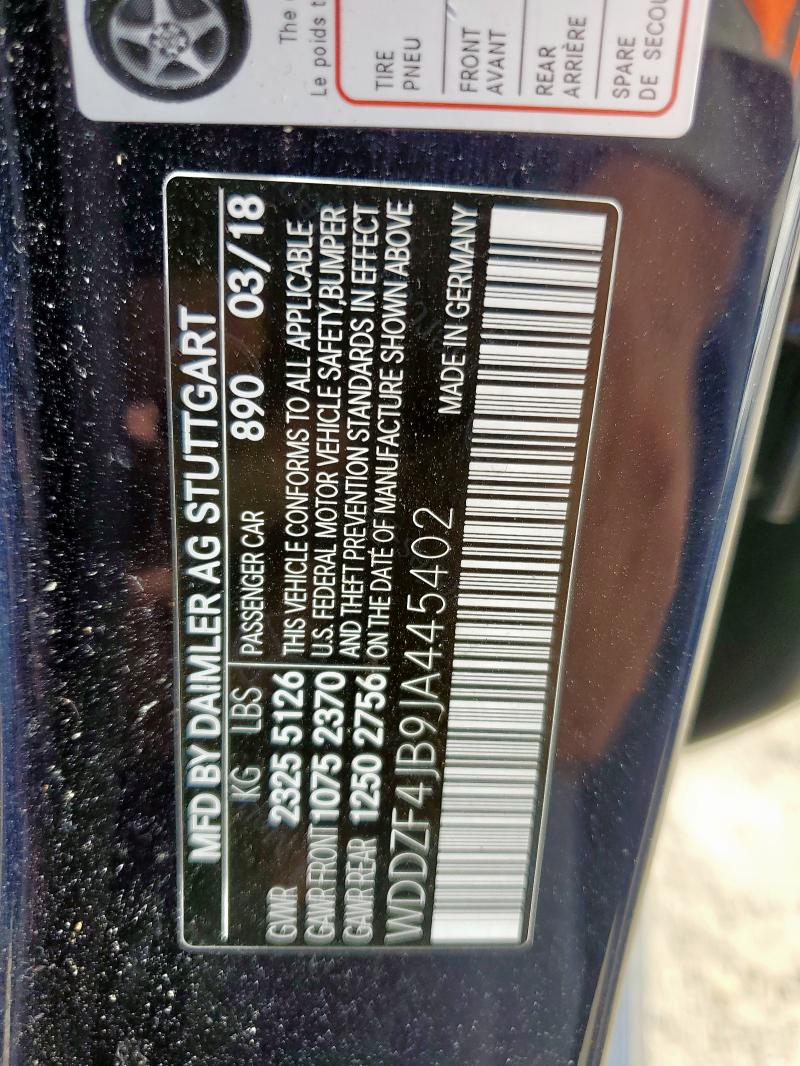 The
Le poids t
TIRE
PNEU
FRONT
AVANT
REAR
ARRIÈRE
SPARE
DE SECOU
MFD BY DAIMLER AG STUTTGART
KG LBS PASSENGER CAR 890 03/18
GWR 2325 5126 THIS VEHICLE CONFORMS TO ALL APPLICABLE
GAWR FRONT 1075 2370 U.S. FEDERAL MOTOR VEHICLE SAFETY,BUMPER
GAWR REAR 1250 2756 AND THEFT PREVENTION STANDARDS IN EFFECT
ON THE DATE OF MANUFACTURE SHOWN ABOVE
WDDZF4JB9JA445402 MADE IN GERMANY